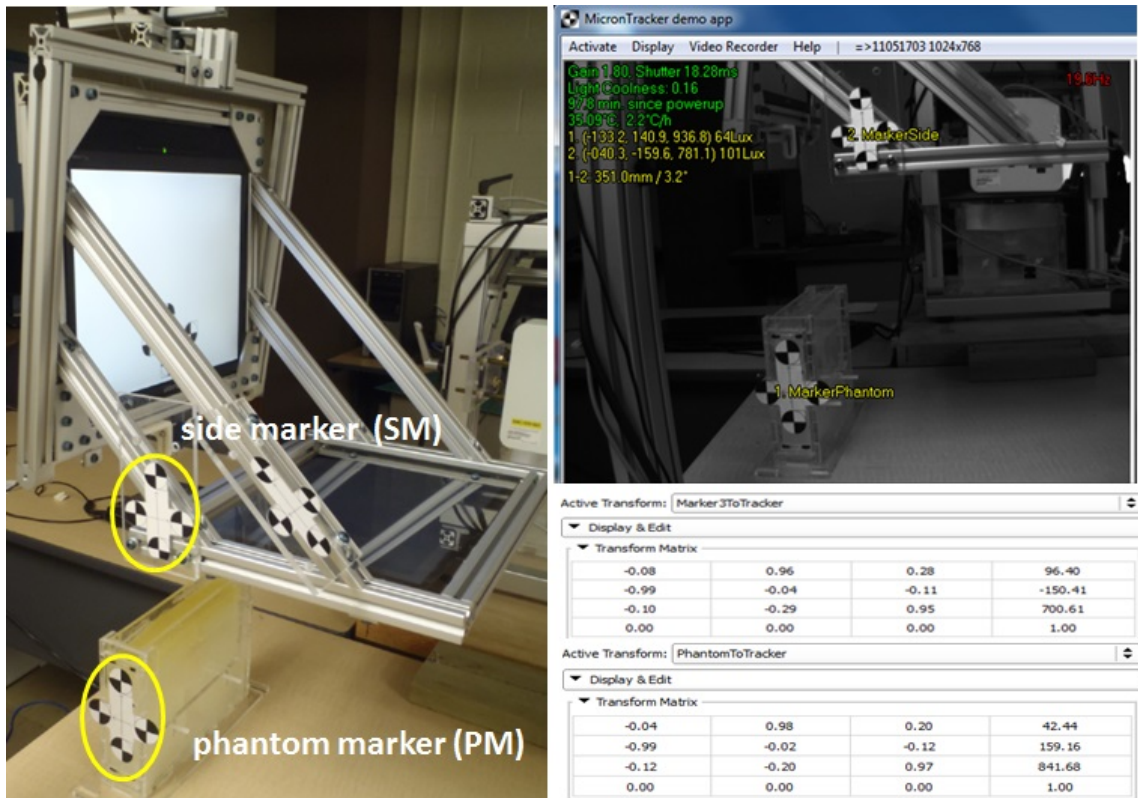 side marker (SM)
phantom marker (PM)
MicronTracker demo app
Activate Display Video Recorder Help | =>11051703 1024x768
Gain 1.80, Shutter 18.28ms
Light Coolness: 0.16
97.8 min. since powerup
35.09°C, 2.2°C/h
1. (-133.2, 140.9, 936.8) 64Lux
2. (-040.3, -159.6, 781.1) 101Lux
1-2: 351.0mm / 3.2°
2. MarkerSide
1. MarkerPhantom
Active Transform: Marker3ToTracker
Display & Edit
Transform Matrix
-0.08 0.96 0.28 96.40
-0.99 -0.04 -0.11 -150.41
-0.10 -0.29 0.95 700.61
0.00 0.00 0.00 1.00
Active Transform: PhantomToTracker
Display & Edit
Transform Matrix
-0.04 0.98 0.20 42.44
-0.99 -0.02 -0.12 159.16
-0.12 -0.20 0.97 841.68
0.00 0.00 0.00 1.00